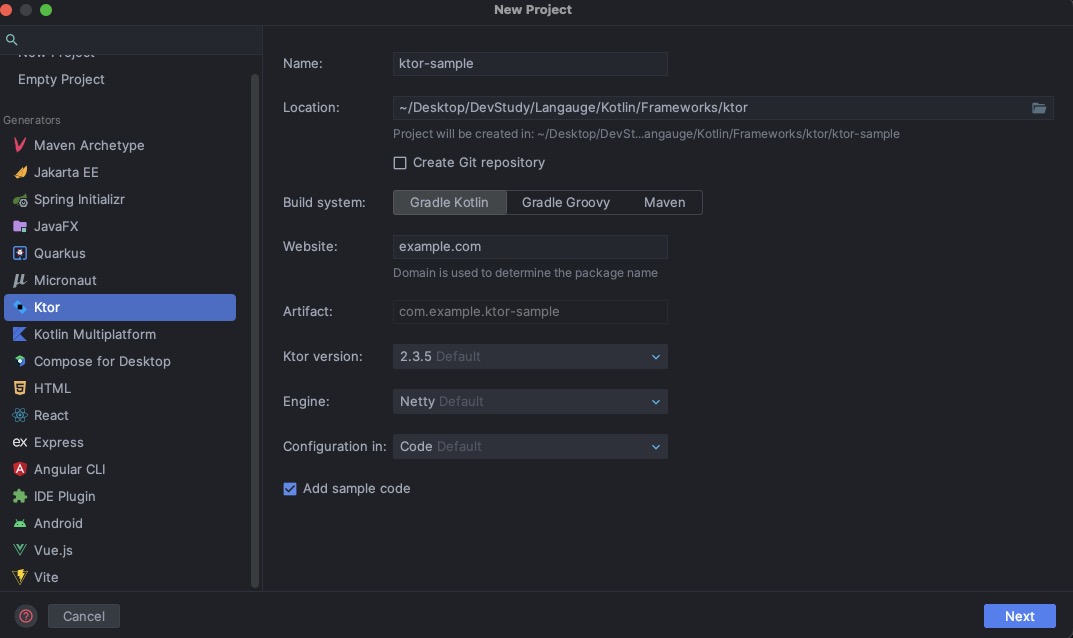 New Project
New Project
Empty Project
Generators
Maven Archetype
Jakarta EE
Spring Initializr
JavaFX
Quarkus
Micronaut
Ktor
Kotlin Multiplatform
Compose for Desktop
HTML
React
ex Express
Angular CLI
IDE Plugin
Android
Vue.js
Vite
Name: ktor-sample
Location: ~/Desktop/DevStudy/Langauge/Kotlin/Frameworks/ktor
Project will be created in: ~/Desktop/DevSt...angauge/Kotlin/Frameworks/ktor/ktor-sample
Create Git repository
Build system: Gradle Kotlin Gradle Groovy Maven
Website: example.com
Domain is used to determine the package name
Artifact: com.example.ktor-sample
Ktor version: 2.3.5 Default
Engine: Netty Default
Configuration in: Code Default
Add sample code
? Cancel Next